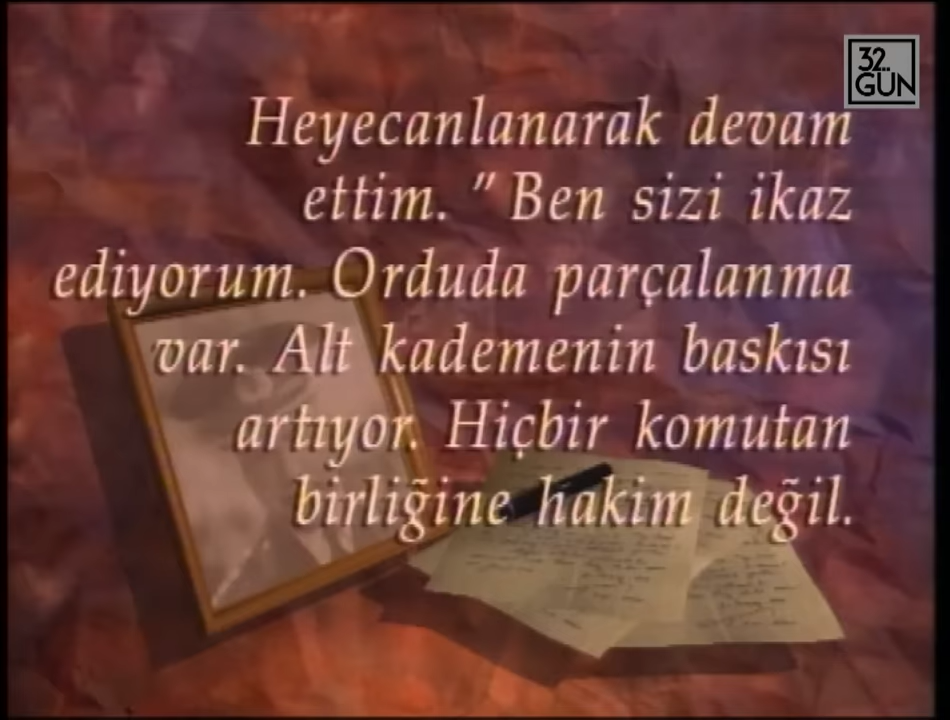 32.
GÜN
Heyecanlanarak devam
ettim. "Ben sizi ikaz
ediyorum. Orduda parçalanma
var. Alt kademenin baskısı
artıyor. Hiçbir komutan
birliğine hakim değil.